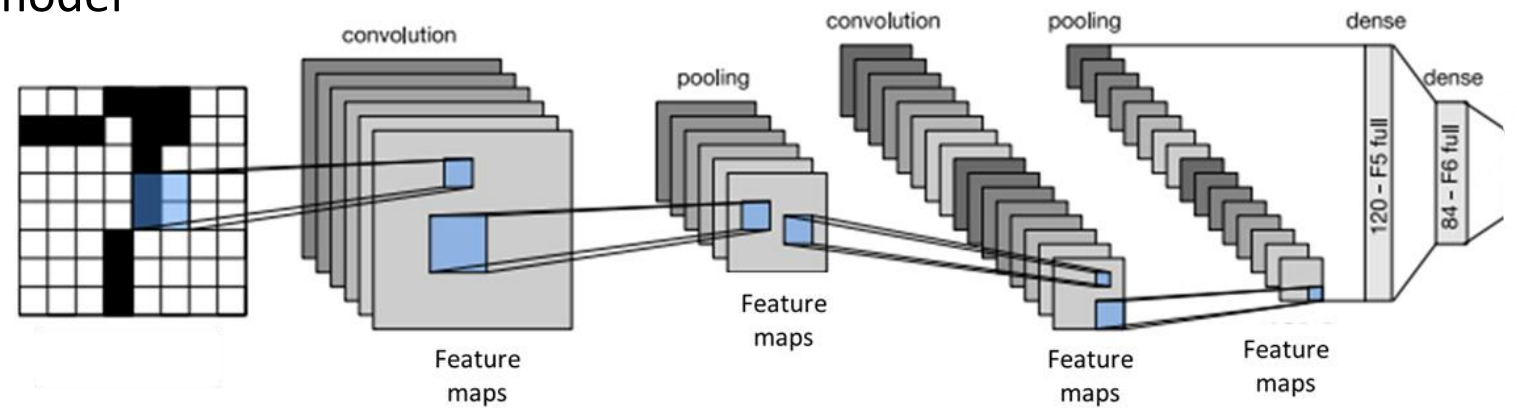 model
convolution
pooling
convolution
pooling
dense
dense
120 – F5 full
84 – F6 full
Feature
maps
Feature
maps
Feature
maps
Feature
maps